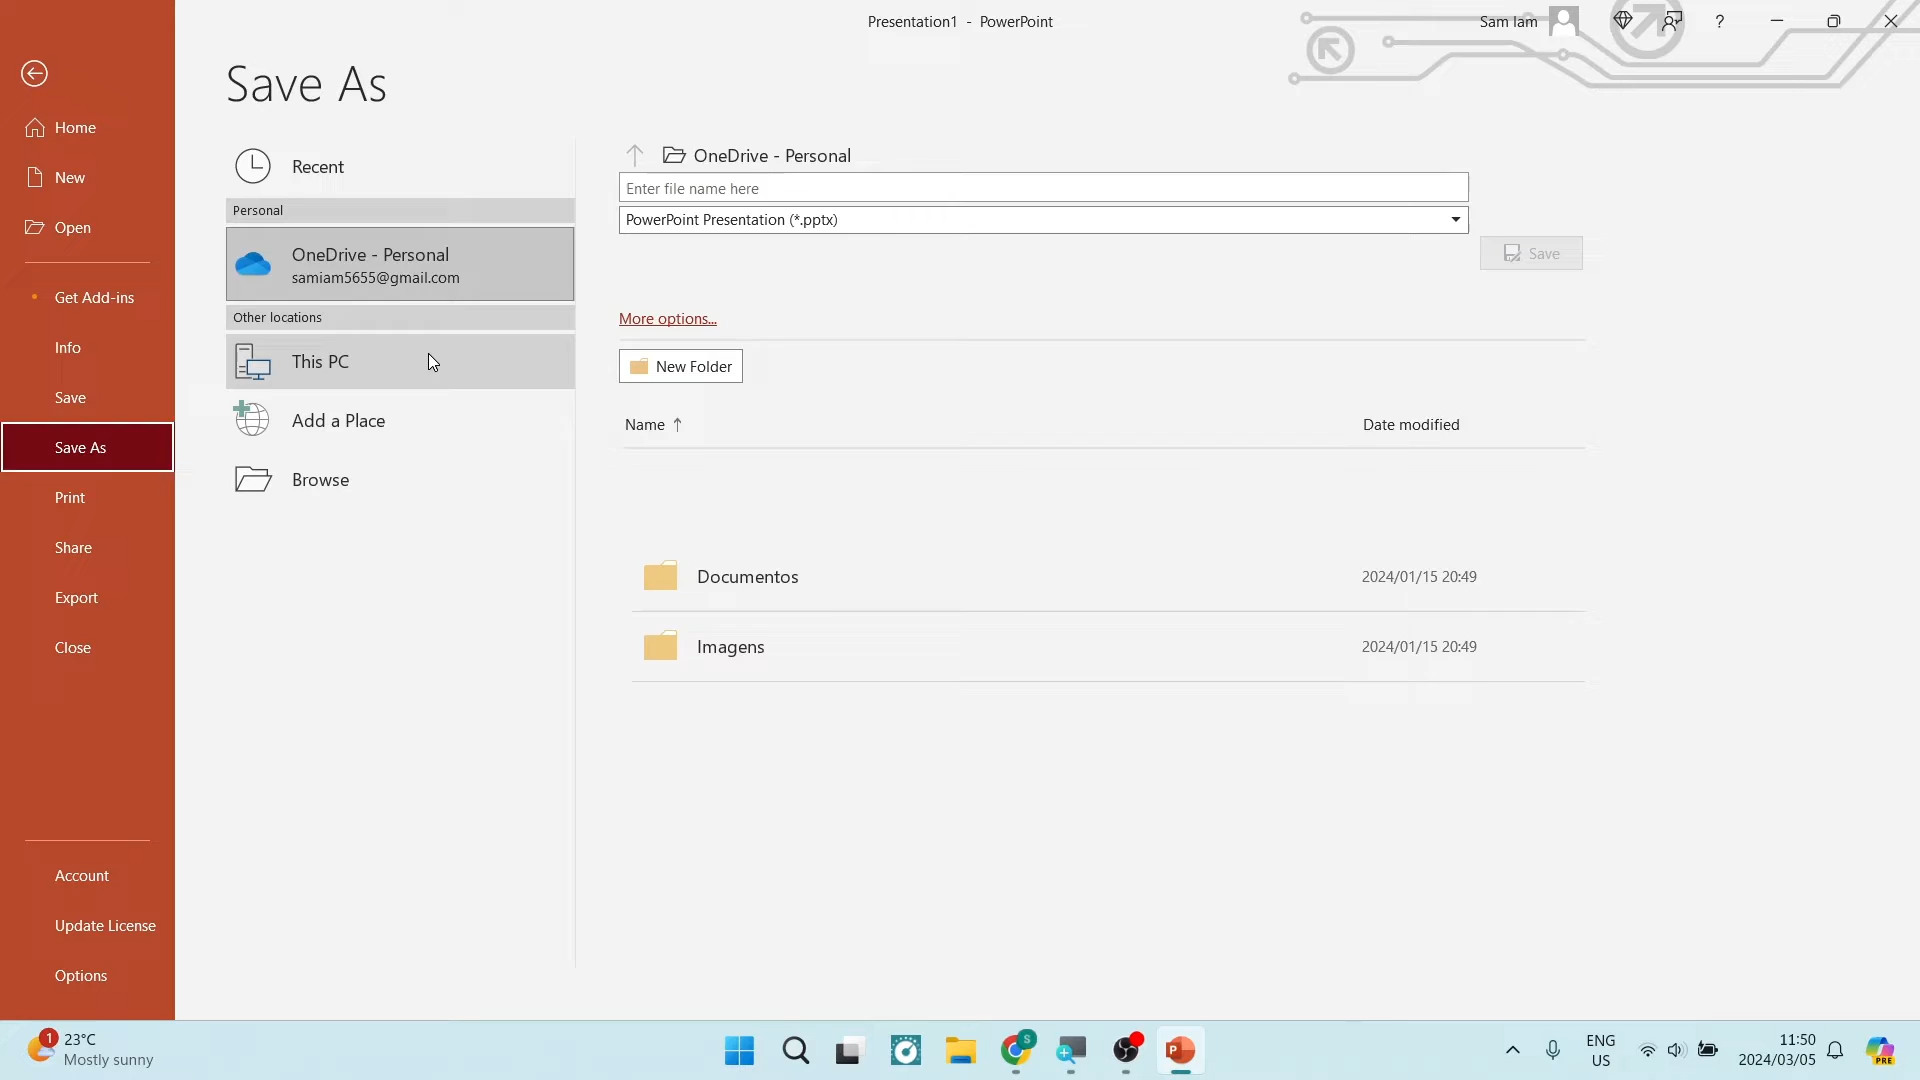 Presentation1 - PowerPoint
Sam Iam
?
Save As
Home
New
Open
Get Add-ins
Info
Save
Save As
Print
Share
Export
Close
Account
Update License
Options
Recent
Personal
OneDrive - Personal
samiam5655@gmail.com
Other locations
This PC
Add a Place
Browse
OneDrive - Personal
Enter file name here
PowerPoint Presentation (*.pptx)
Save
More options...
New Folder
Name
Date modified
Documentos
2024/01/15 20:49
Imagens
2024/01/15 20:49
1
23°C
Mostly sunny
S
P
ENG
US
11:50
2024/03/05
PRE